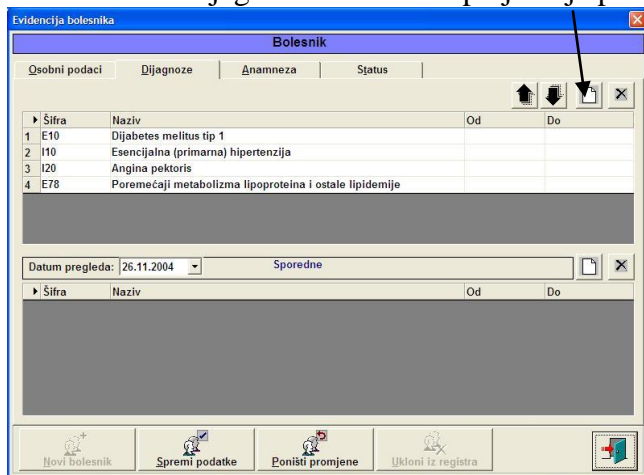 Evidencija bolesnika
Bolesnik
Osobni podaci Dijagnoze Anamneza Status
Šifra Naziv Od Do
1 E10 Dijabetes melitus tip 1
2 I10 Esencijalna (primarna) hipertenzija
3 I20 Angina pektoris
4 E78 Poremećaji metabolizma lipoproteina i ostale lipidemije
Datum pregleda: 26.11.2004 Sporedne
Šifra Naziv Od Do
Novi bolesnik Spremi podatke Poništi promjene Ukloni iz registra